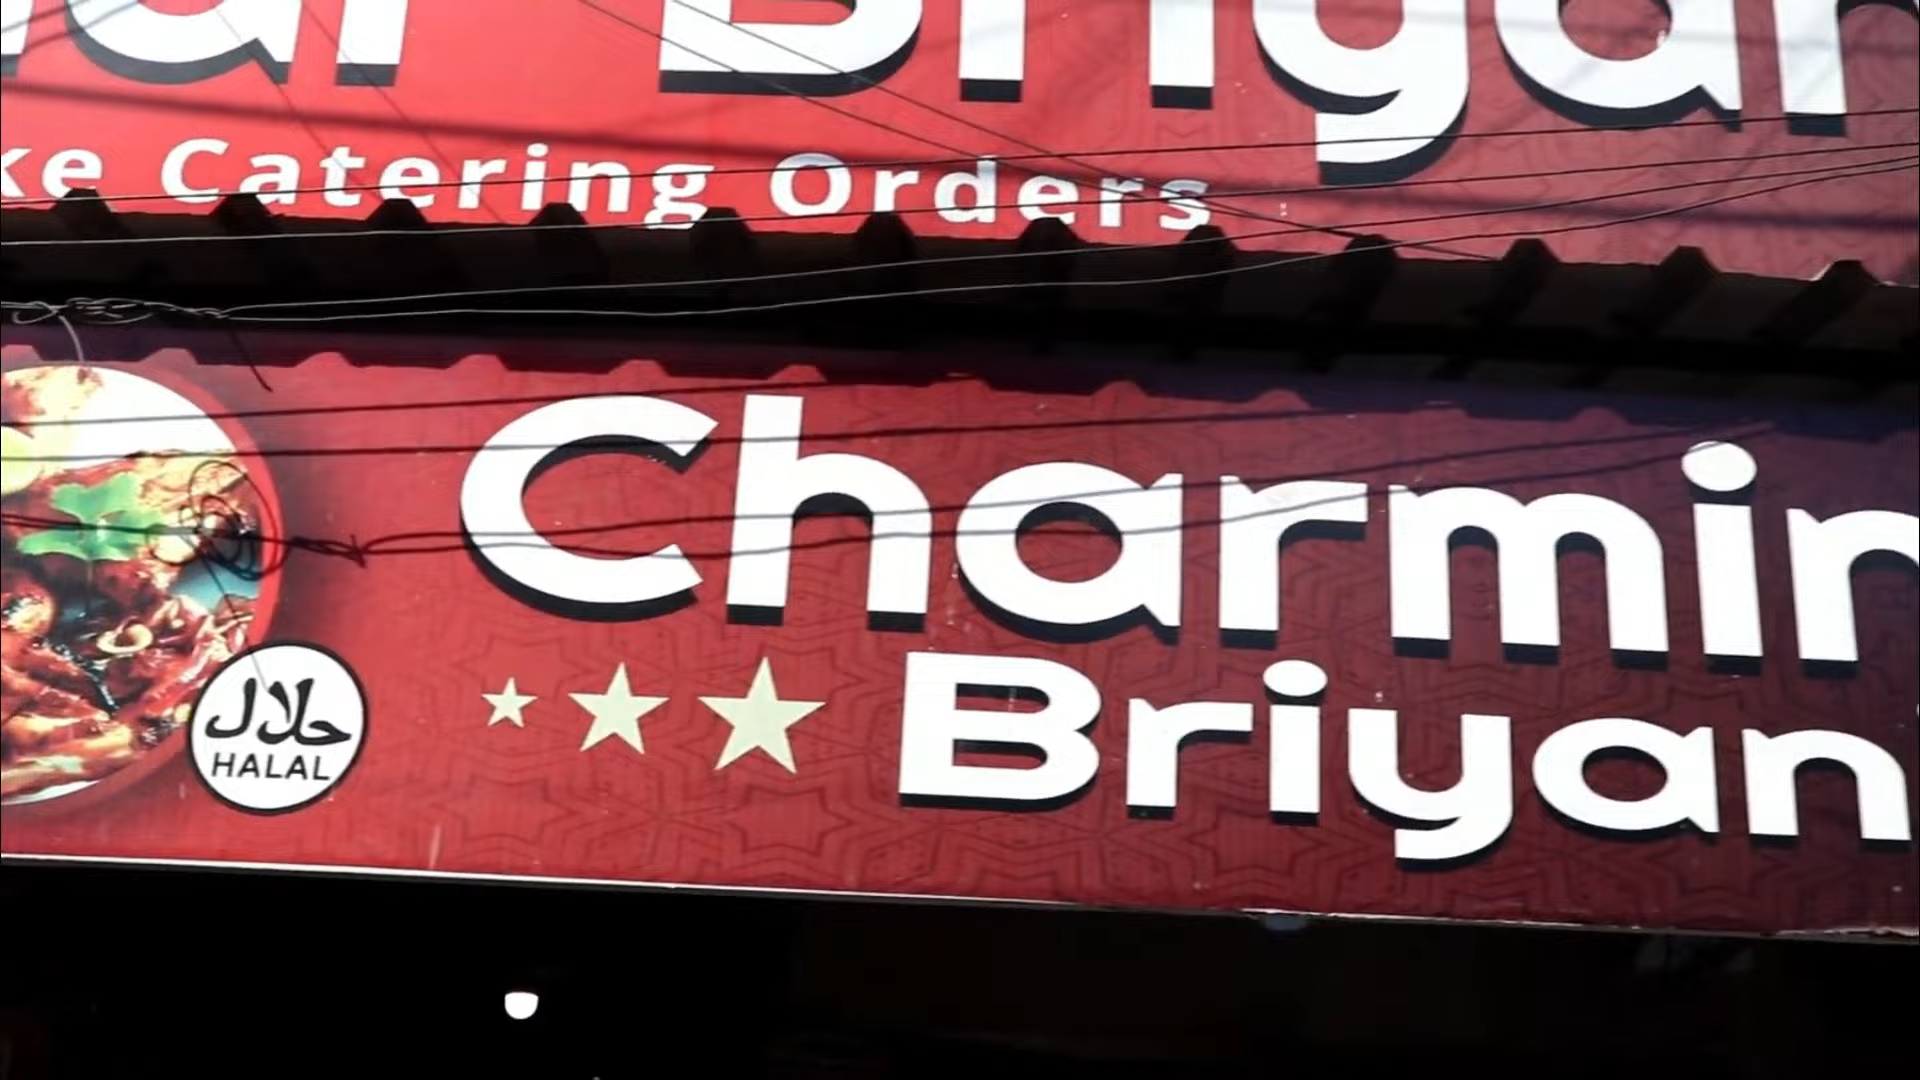 Briyan
ke Catering Orders
Charmin
حلال
HALAL
Briyan